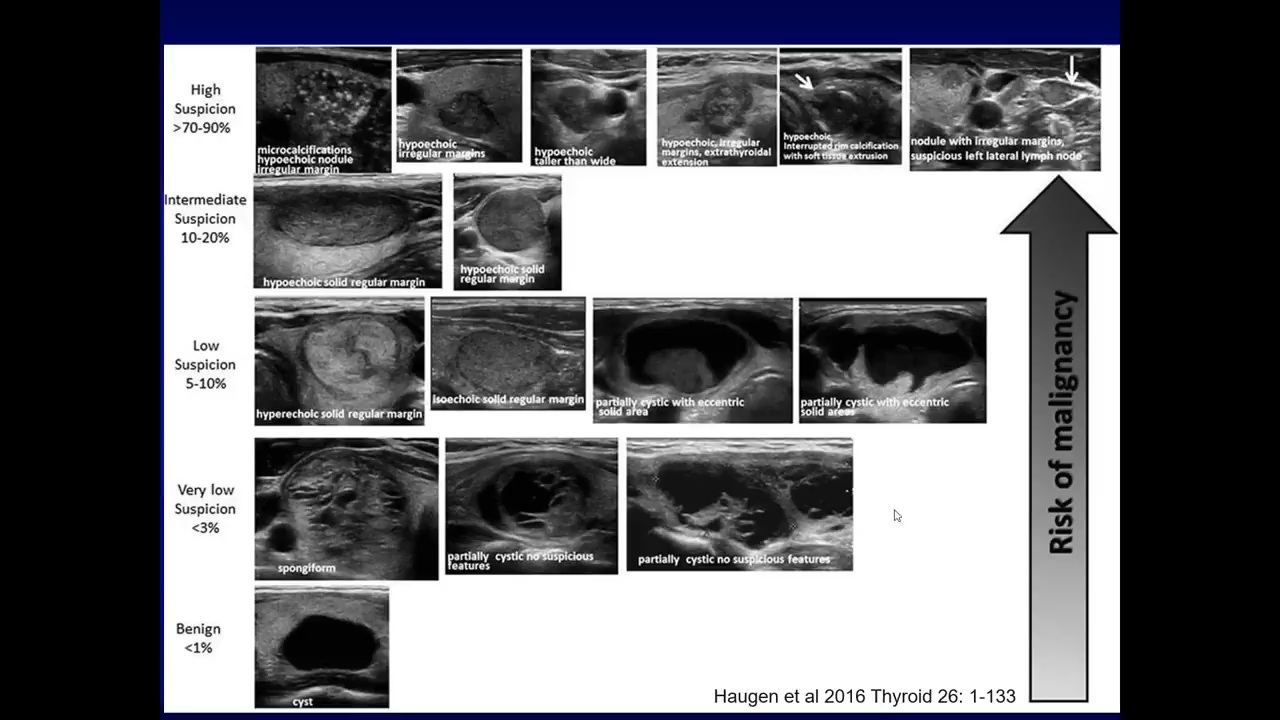 High
Suspicion
>70-90%
microcalcifications
hypoechoic nodule
irregular margin
hypoechoic
irregular margins
hypoechoic
taller than wide
hypoechoic, irregular
margins, extrathyroidal
extension
hypoechoic,
Interrupted rim calcification
with soft tissue extrusion
nodule with irregular margins,
suspicious left lateral lymph node
Intermediate
Suspicion
10-20%
hypoechoic solid regular margin
hypoechoic solid
regular margin
Low
Suspicion
5-10%
hyperechoic solid regular margin
isoechoic solid regular margin
partially cystic with eccentric
solid area
partially cystic with eccentric
solid areas
Very low
Suspicion
<3%
spongiform
partially cystic no suspicious
features
partially cystic no suspicious features
Benign
<1%
cyst
Risk of malignancy
Haugen et al 2016 Thyroid 26: 1-133